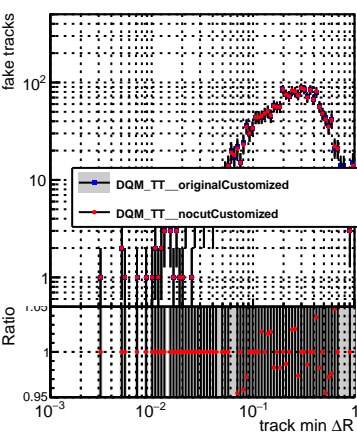 fake tracks
10²
10
1
DQM_TT__originalCustomized
DQM_TT__nocutCustomized
Ratio
1.05
1
0.95
10⁻³ 10⁻² 10⁻¹ 1
track min ΔR